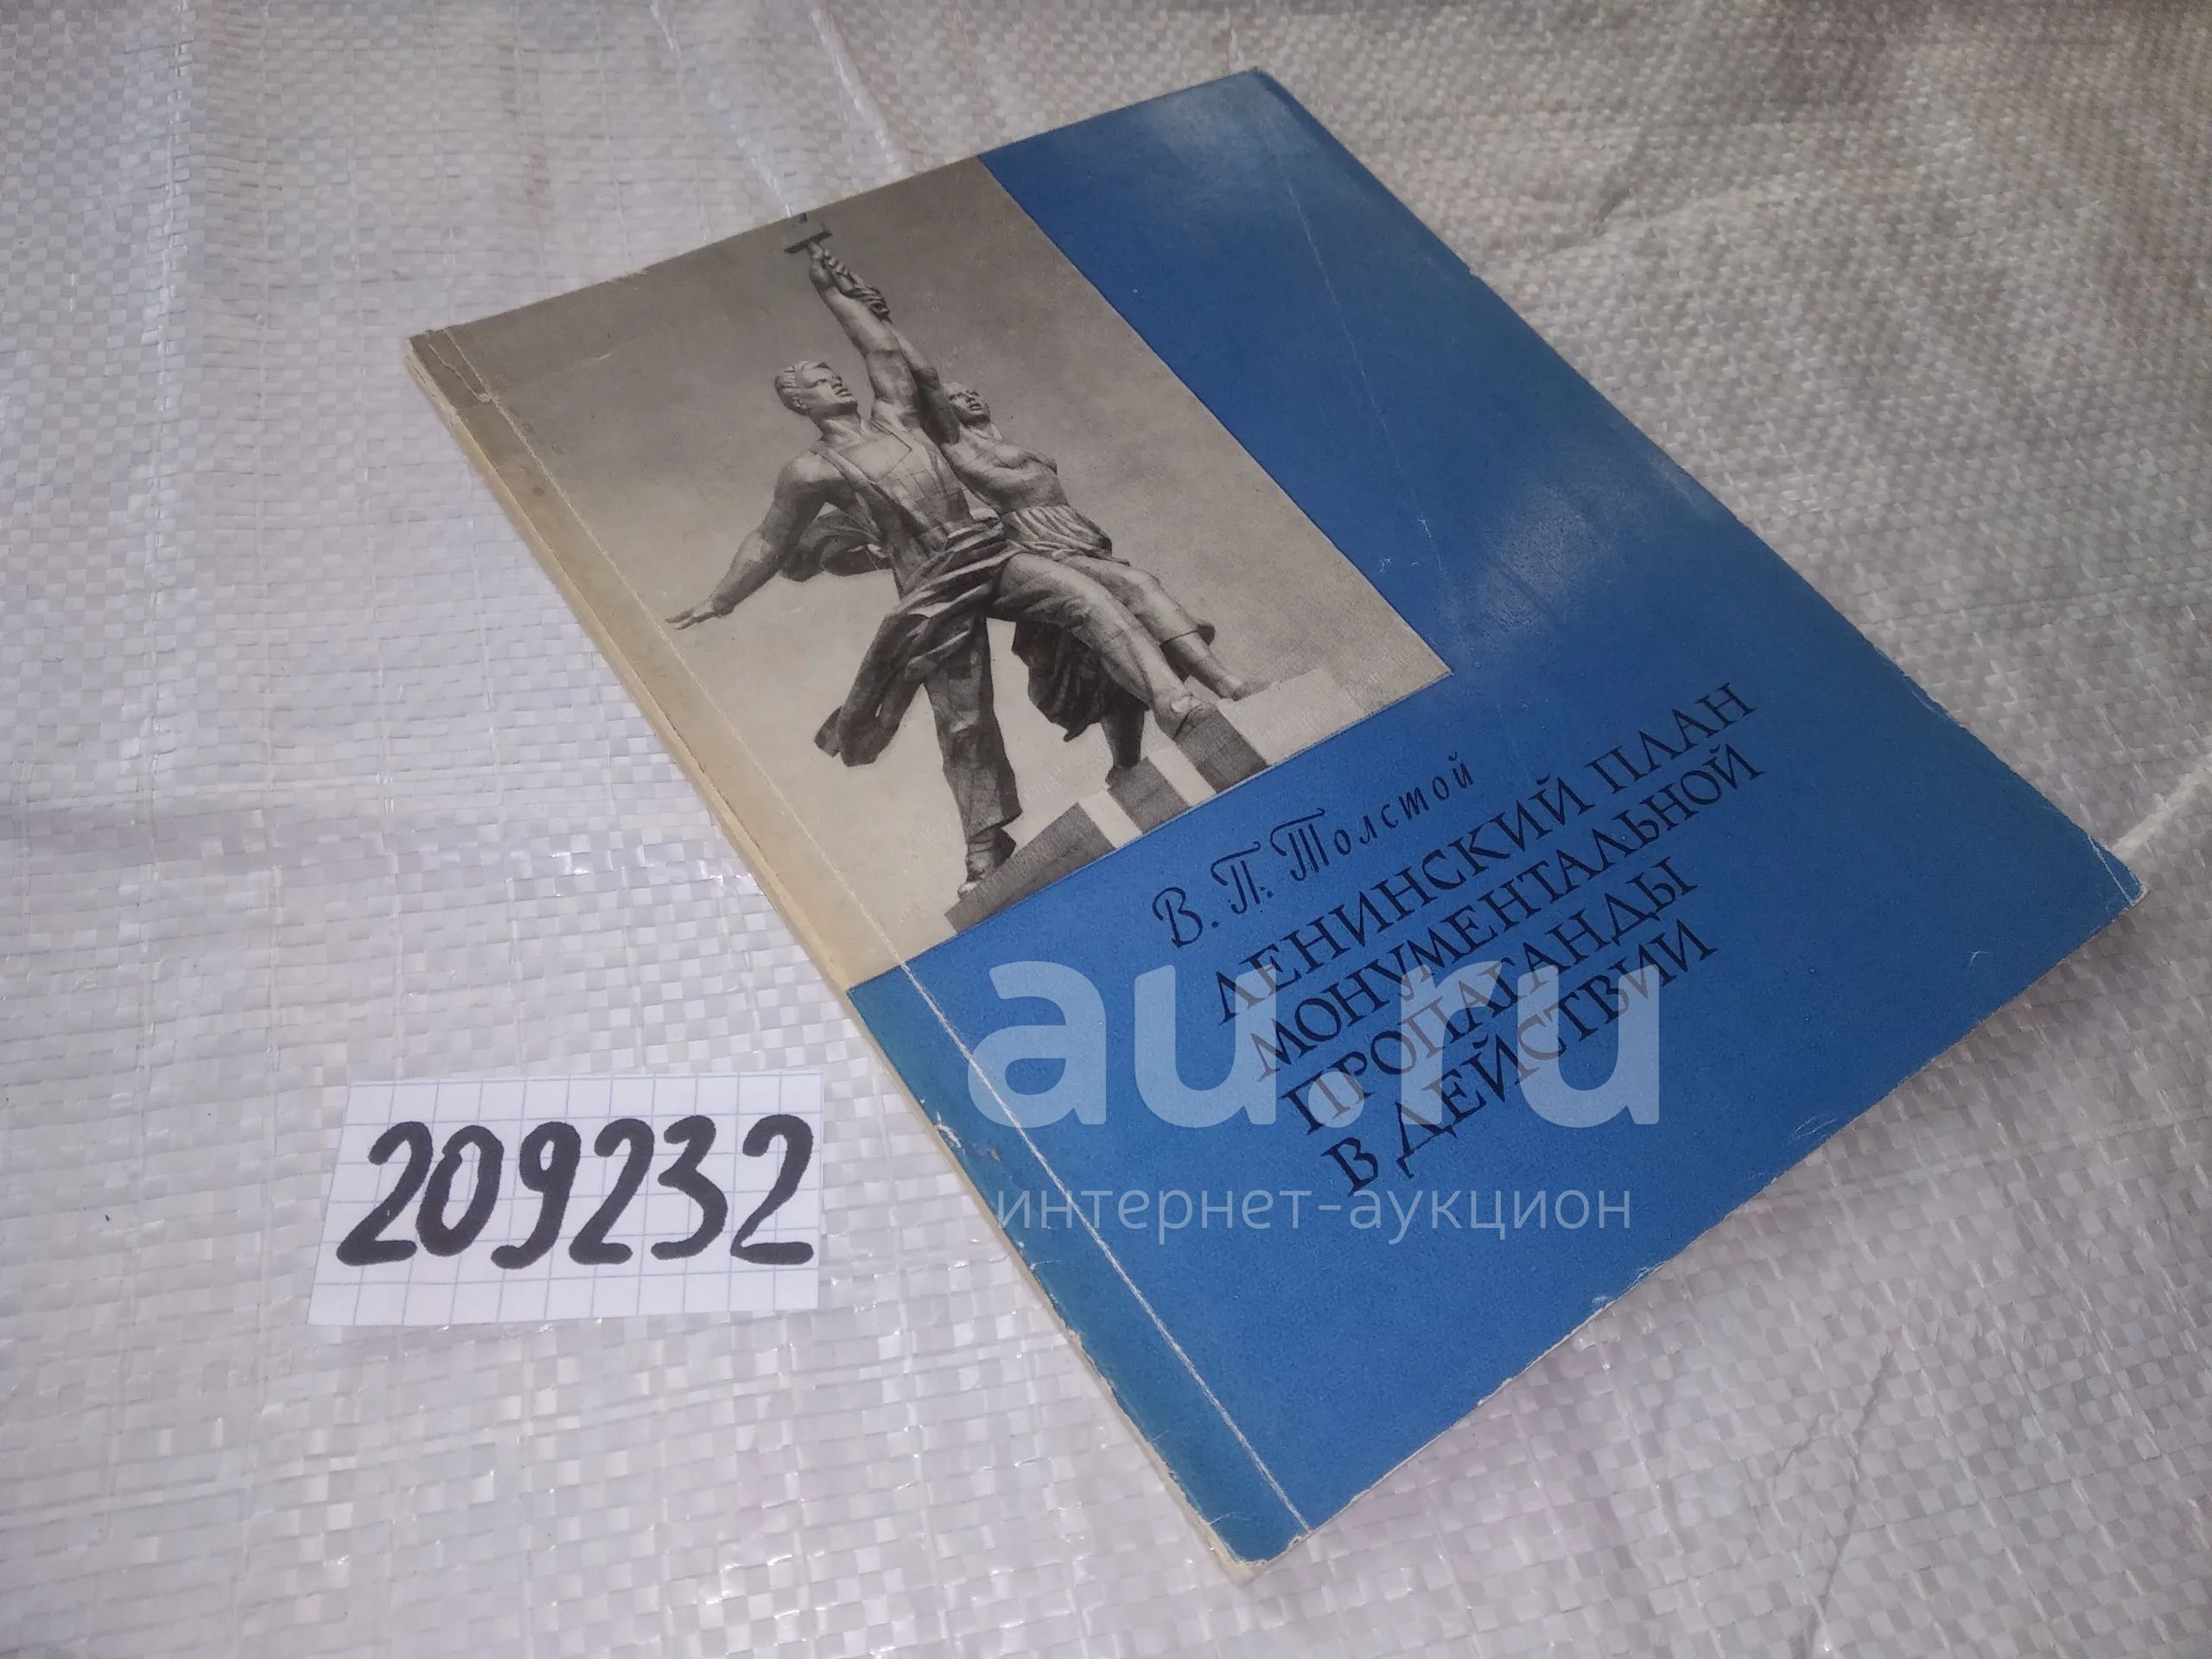 В. П. Толстой
ЛЕНИНСКИЙ ПЛАН
МОНУМЕНТАЛЬНОЙ
ПРОПАГАНДЫ
В ДЕЙСТВИИ
au.ru
интернет-аукцион
209232